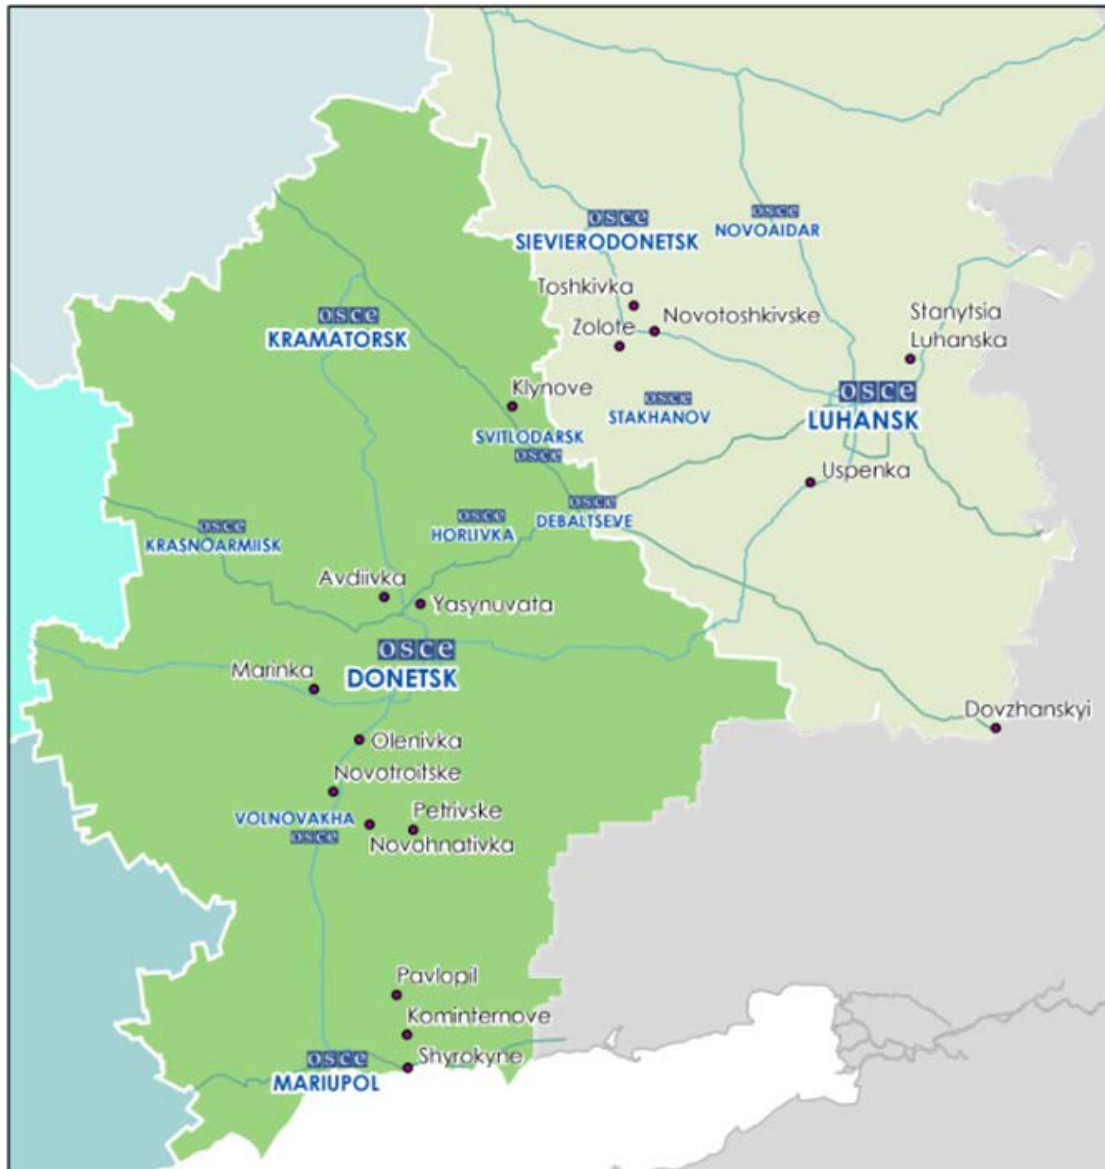 osce
SIEVIERODONETSK
osce
NOVOAIDAR
Toshkivka
Novotoshkivske
Zolote
Stanytsia
Luhanska
osce
KRAMATORSK
Klynove
osce
STAKHANOV
osce
LUHANSK
SVITLODARSK
osce
Uspenka
osce
DEBALTSEVE
osce
HORLIVKA
osce
KRASNOARMIISK
Avdiivka
Yasynuvata
osce
DONETSK
Marinka
Dovzhanskyi
Olenivka
Novotroitske
VOLNOVAKHA
osce
Petrivske
Novohnativka
Pavlopil
Kominternove
Shyrokyne
osce
MARIUPOL